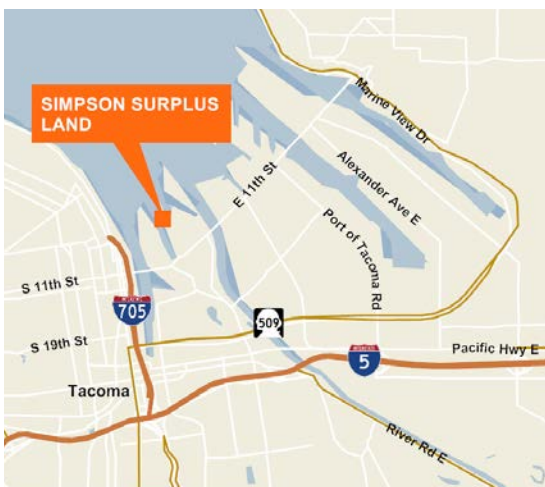 SIMPSON SURPLUS
LAND
Marine View Dr
E 11th St
Alexander Ave E
Port of Tacoma Rd
S 11th St
705
509
S 19th St
5
Pacific Hwy E
Tacoma
River Rd E